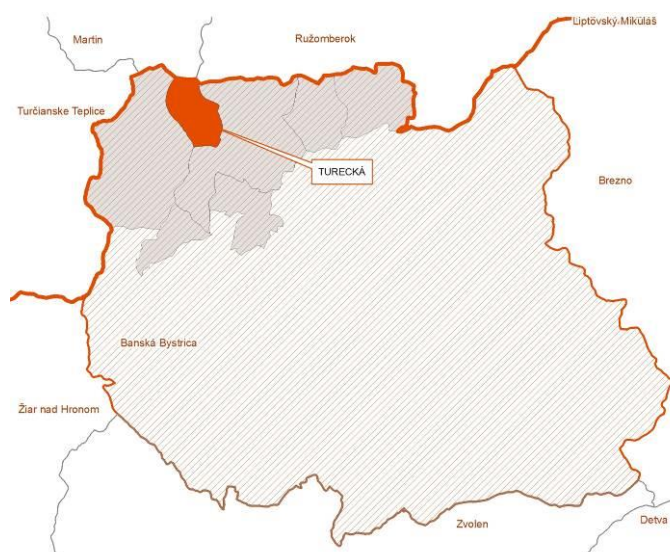 Liptovský Mikuláš
Martin
Ružomberok
Turčianske Teplice
TURECKÁ
Brezno
Banská Bystrica
Žiar nad Hronom
Zvolen
Detva